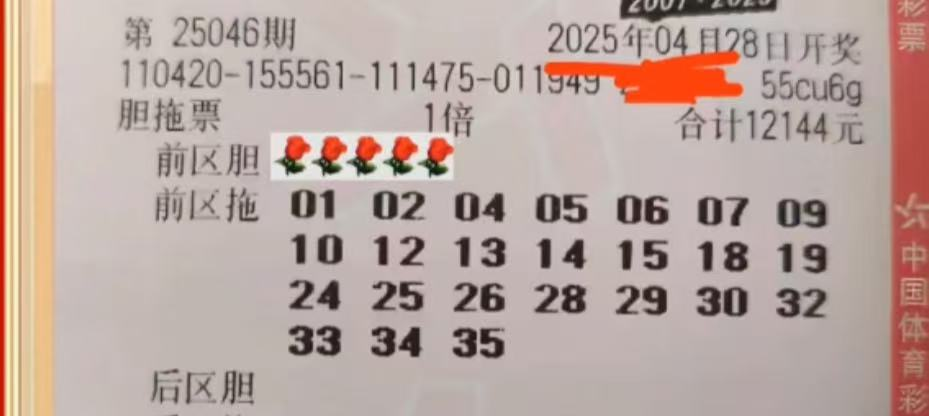 第 25046期
2025年04月28日开奖
110420-155561-111475-011949 55cu6g
胆拖票 1倍 合计12144元
前区胆
前区拖 01 02 04 05 06 07 09
10 12 13 14 15 18 19
24 25 26 28 29 30 32
33 34 35
后区胆
彩票
中国体育彩